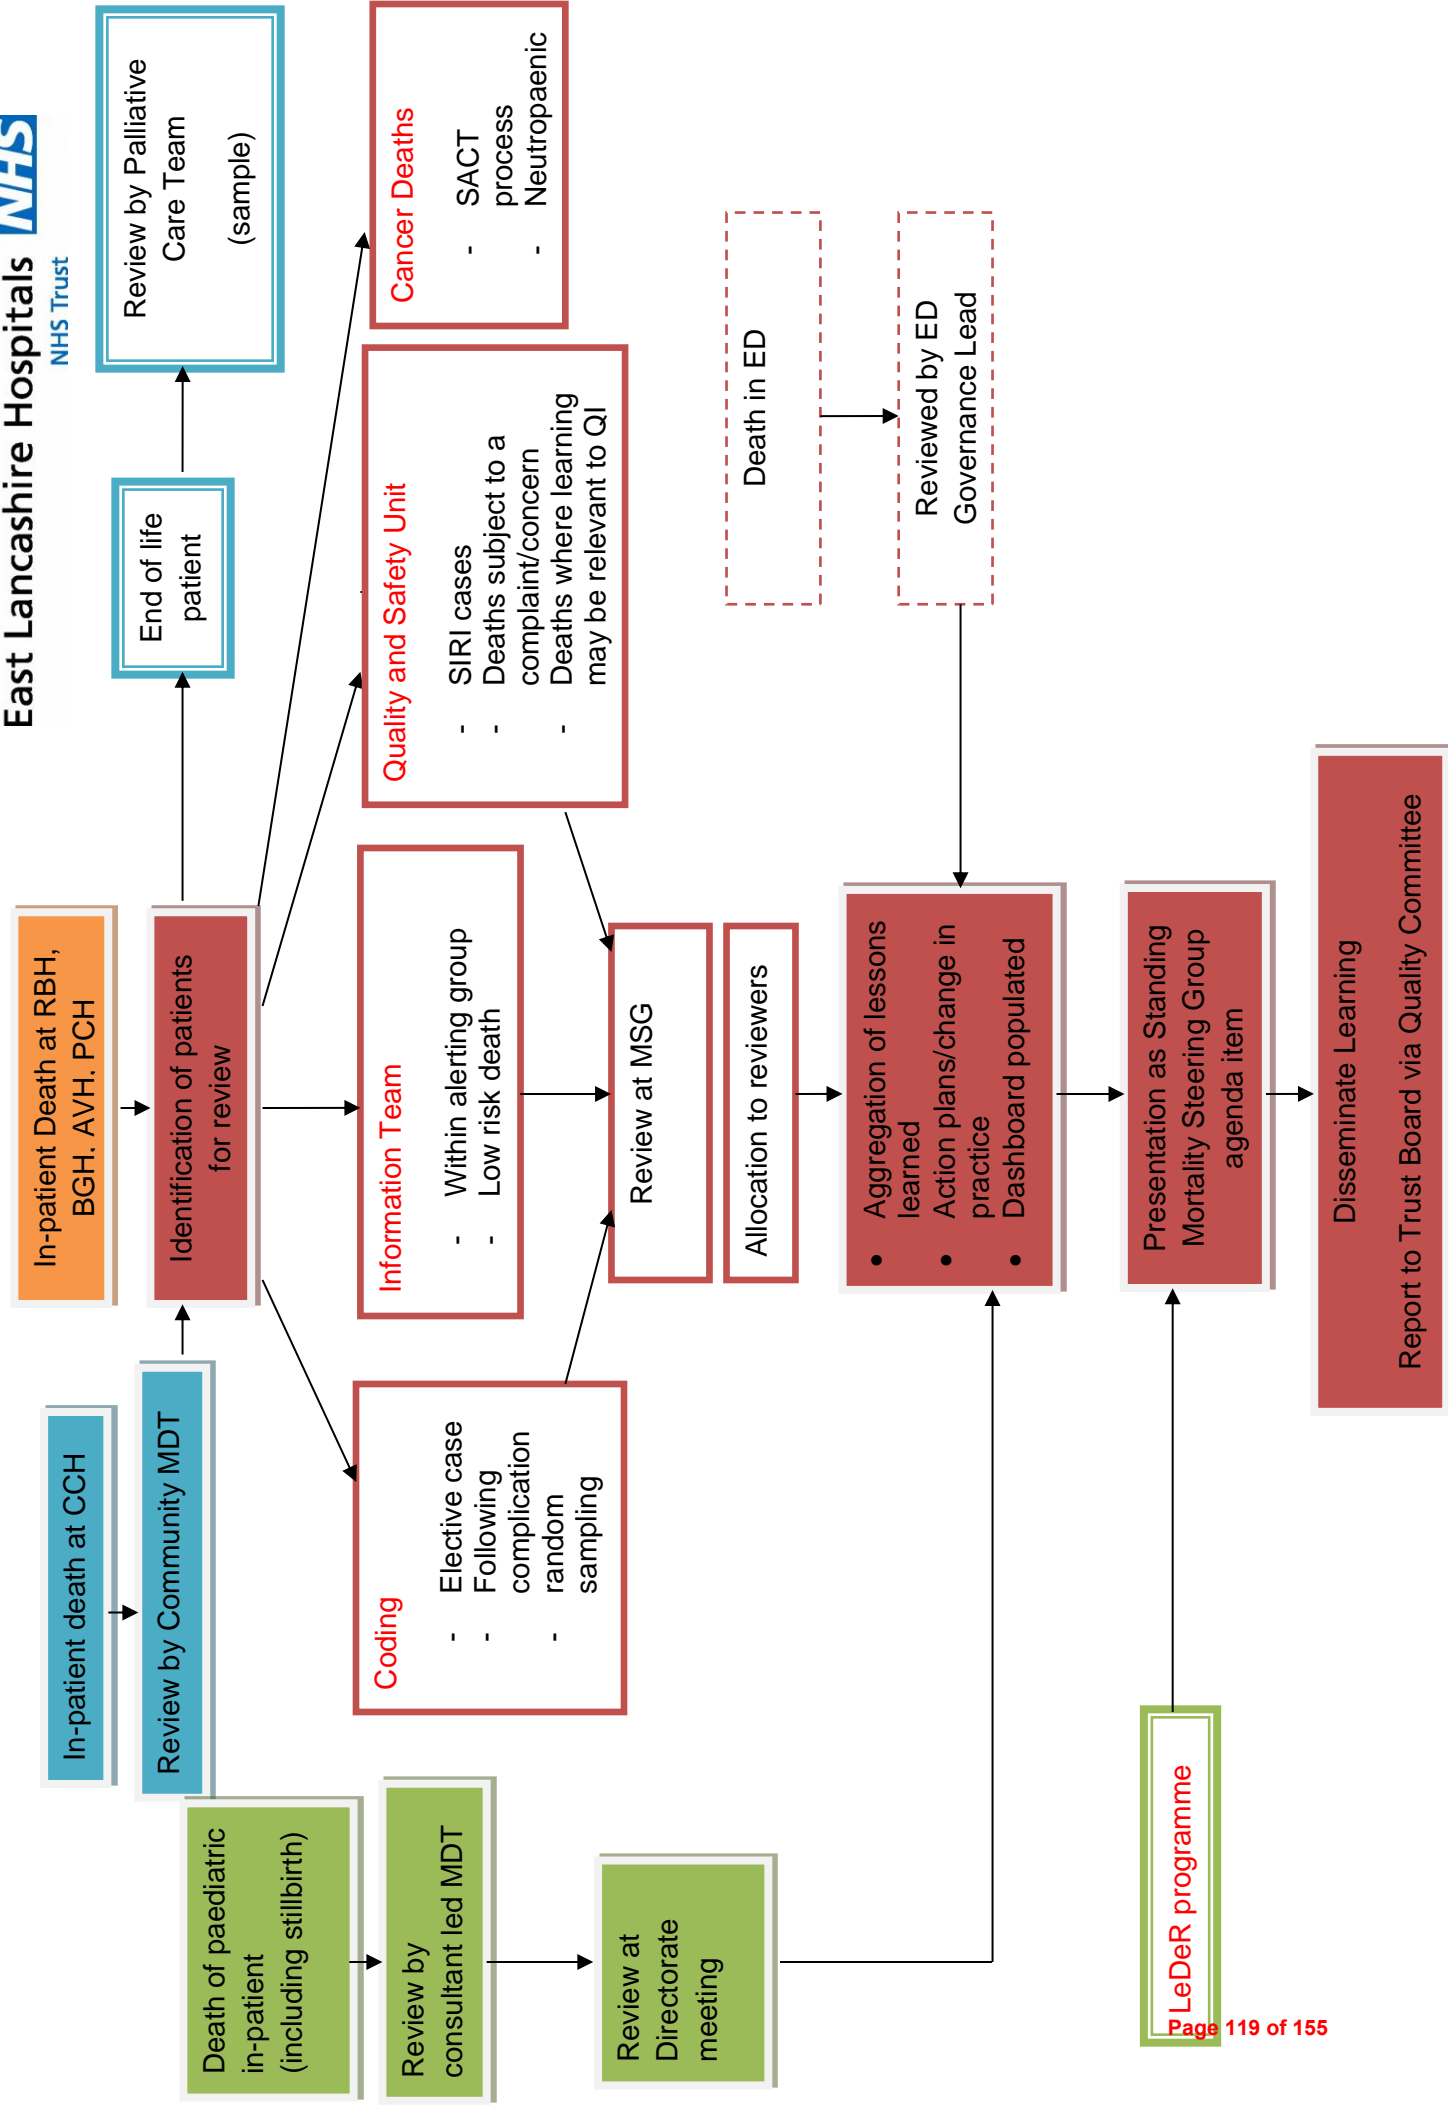 East Lancashire Hospitals NHS
NHS Trust
In-patient death at CCH
Review by Community MDT
In-patient Death at RBH,
BGH, AVH, PCH
Identification of patients
for review
End of life
patient
Review by Palliative
Care Team
(sample)
Death of paediatric
in-patient
(including stillbirth)
Review by
consultant led MDT
Review at
Directorate
meeting
Coding
- Elective case
- Following
complication
- random
sampling
Information Team
- Within alerting group
- Low risk death
Quality and Safety Unit
- SIRI cases
- Deaths subject to a
complaint/concern
- Deaths where learning
may be relevant to QI
Cancer Deaths
- SACT
process
- Neutropaenic
Review at MSG
Allocation to reviewers
Death in ED
Reviewed by ED
Governance Lead
• Aggregation of lessons
learned
• Action plans/change in
practice
• Dashboard populated
LeDeR programme
Presentation as Standing
Mortality Steering Group
agenda item
Disseminate Learning
Report to Trust Board via Quality Committee
Page 119 of 155